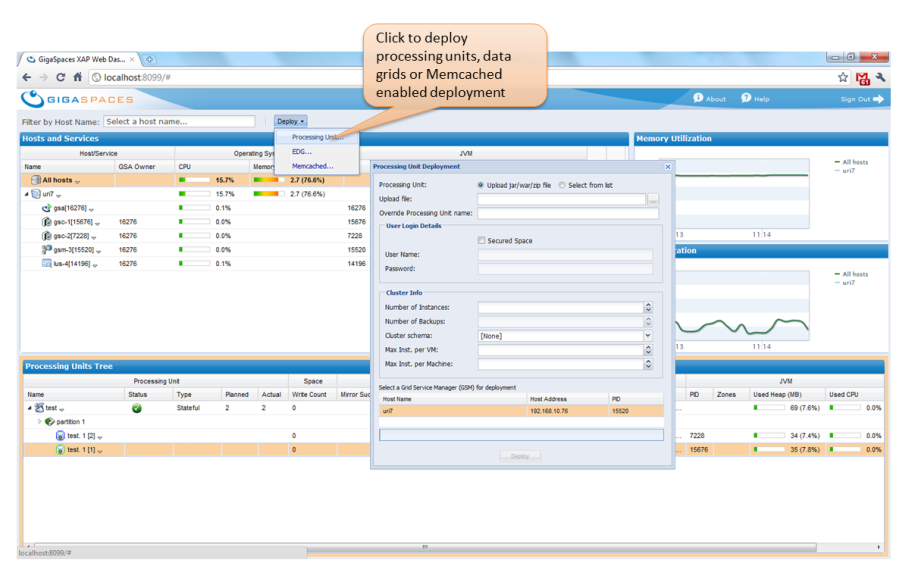 Click to deploy
processing units, data
grids or Memcached
enabled deployment
GigaSpaces XAP Web Das...
localhost:8099/#
GIGASPACES
About
Help
Sign Out
Filter by Host Name:
Select a host name...
Deploy
Processing Unit...
EDG...
Memcached...
Hosts and Services
Host/Service
JVM
Name
GSA Owner
CPU
All hosts
15.7%
2.7 (76.6%)
uri7
15.7%
2.7 (76.6%)
gsa[16276]
0.1%
16276
gsc-1[15676]
16276
0.0%
15676
gsc-2[7228]
16276
0.0%
7228
gsm-3[15520]
16276
0.0%
15520
lus-4[14196]
16276
0.1%
14196
Memory Utilization
All hosts
uri7
11:14
All hosts
uri7
11:14
Processing Unit Deployment
Processing Unit:
Upload jar/war/zip file
Select from list
Upload file:
...
Override Processing Unit name:
User Login Details
Secured Space
User Name:
Password:
Cluster Info
Number of Instances:
Number of Backups:
Cluster schema:
[None]
Max Inst. per VM:
Max Inst. per Machine:
Select a Grid Service Manager (GSM) for deployment
Host Name
Host Address
PID
uri7
192.168.10.76
15520
Deploy
Processing Units Tree
Processing Unit
Space
JVM
Name
Status
Type
Planned
Actual
Write Count
PID
Zones
Used Heap (MB)
Used CPU
test
Stateful
2
2
0
69 (7.6%)
0.0%
partition 1
test. 1 [2]
0
7228
34 (7.4%)
0.0%
test. 1 [1]
0
15676
35 (7.8%)
0.0%
localhost:8099/#